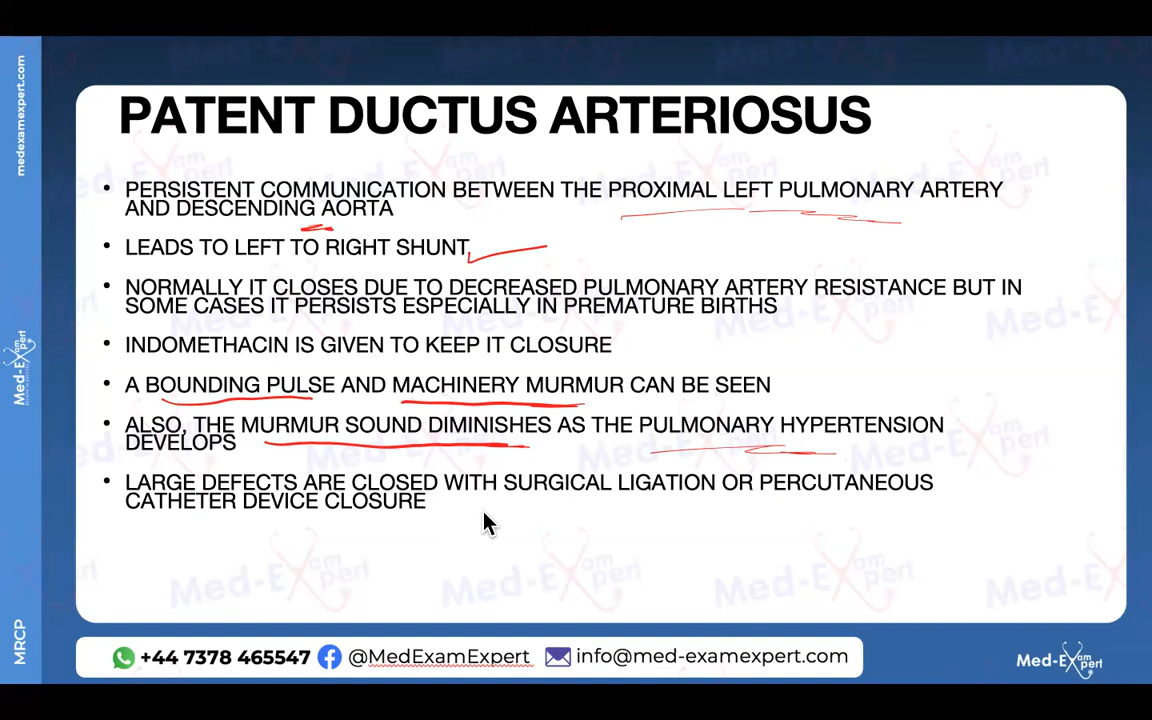 medexamexpert.com
PATENT DUCTUS ARTERIOSUS
• PERSISTENT COMMUNICATION BETWEEN THE PROXIMAL LEFT PULMONARY ARTERY
AND DESCENDING AORTA
• LEADS TO LEFT TO RIGHT SHUNT
• NORMALLY IT CLOSES DUE TO DECREASED PULMONARY ARTERY RESISTANCE BUT IN
SOME CASES IT PERSISTS ESPECIALLY IN PREMATURE BIRTHS
• INDOMETHACIN IS GIVEN TO KEEP IT CLOSURE
• A BOUNDING PULSE AND MACHINERY MURMUR CAN BE SEEN
• ALSO, THE MURMUR SOUND DIMINISHES AS THE PULMONARY HYPERTENSION
DEVELOPS
• LARGE DEFECTS ARE CLOSED WITH SURGICAL LIGATION OR PERCUTANEOUS
CATHETER DEVICE CLOSURE
Med-Exam Expert
MRCP
+44 7378 465547 @MedExamExpert info@med-examexpert.com
Med-Exam Expert